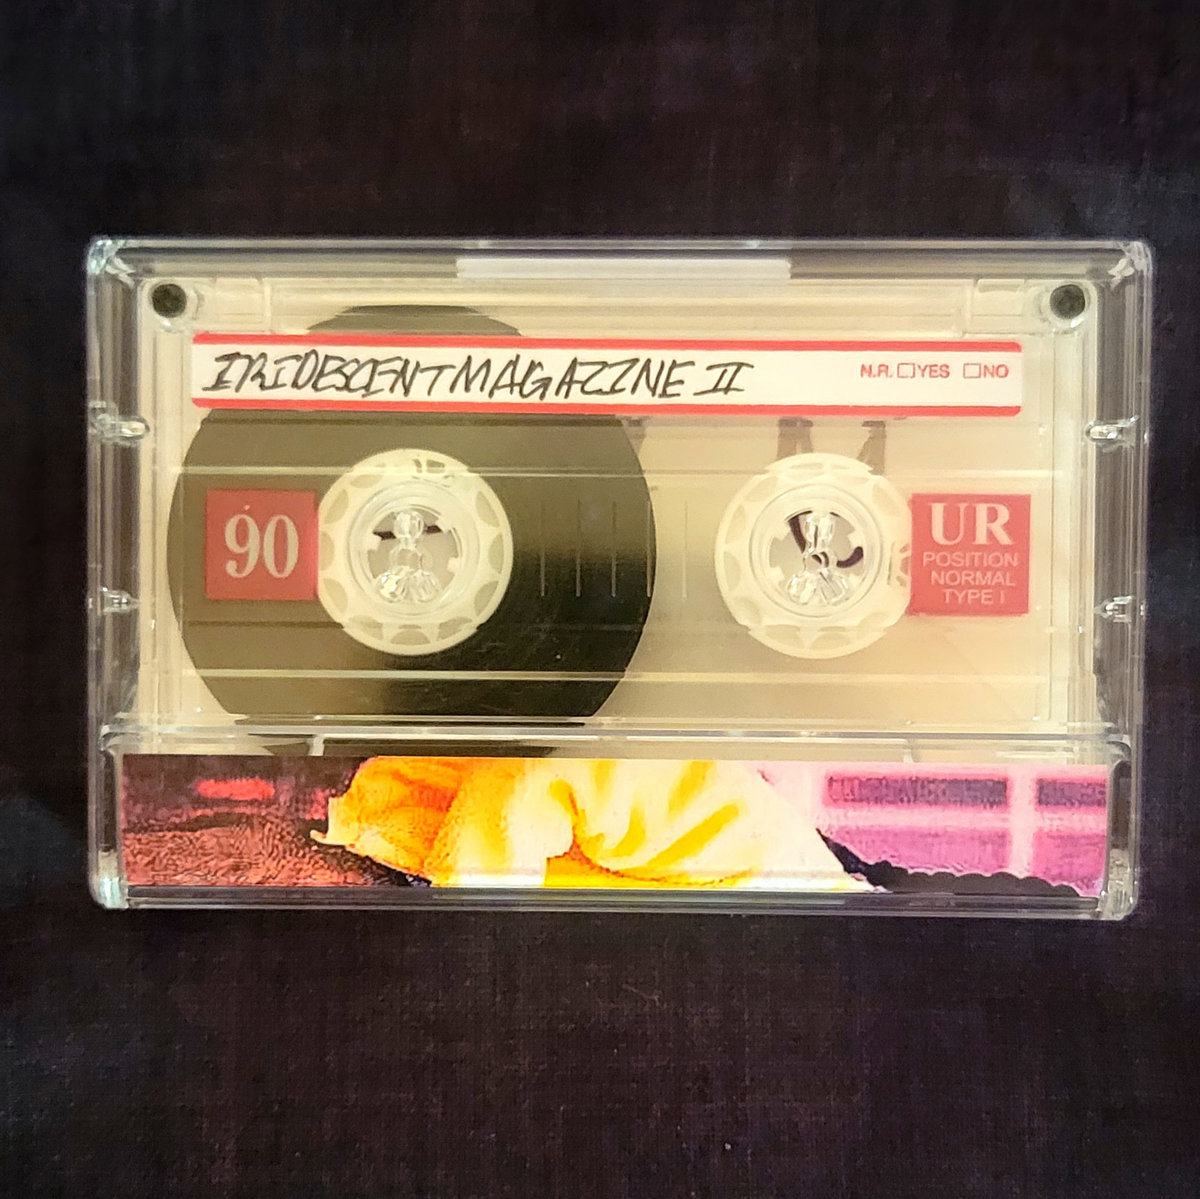 IRIDESCENT MAGAZINE II
N.R. □YES □NO
90
UR
POSITION
NORMAL
TYPE I